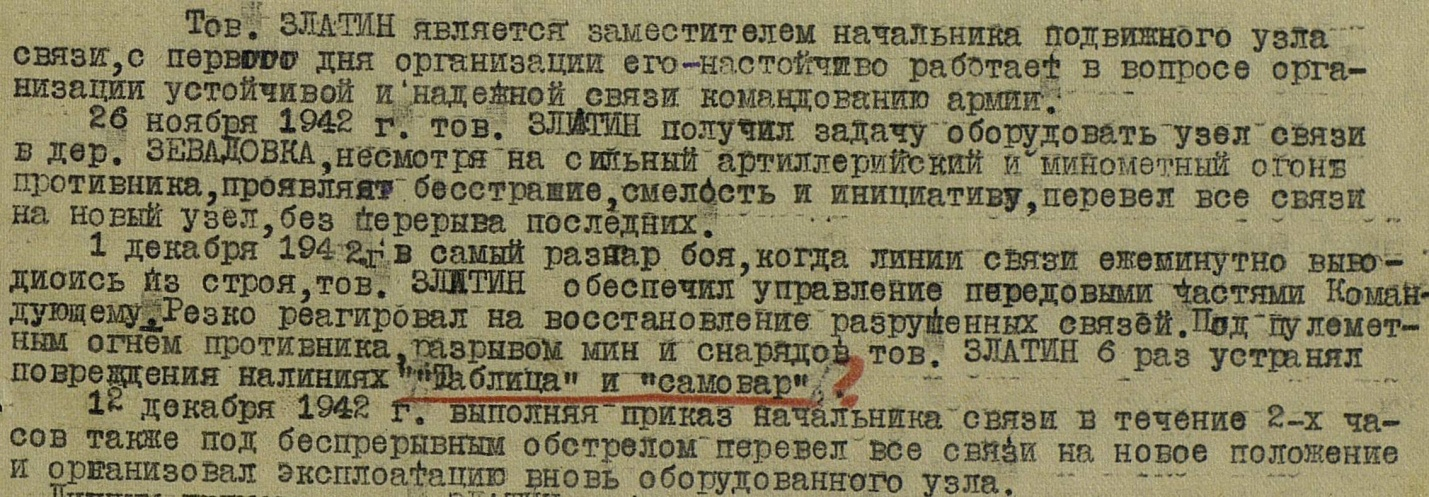 Тов. ЗЛАТИН является заместителем начальника подвижного узла
связи,с первого дня организации его-настойчиво работает в вопросе орга-
низации устойчивой и надежной связи командованию армии.
26 ноября 1942 г. тов. ЗЛАТИН получил задачу оборудовать узел связи
в дер. ЗЕВАЛОВКА,несмотря на сильный артиллерийский и минометный огонь
противника,проявляя бесстрашие,смелость и инициативу,перевел все связи
на новый узел,без перерыва последних.
1 декабря 1942г в самый разгар боя,когда линии связи ежеминутно выво-
диоись из строя,тов. ЗЛАТИН обеспечил управление передовыми частями Коман-
дующему.Резко реагировал на восстановление разрушенных связей.Под пулемет-
ным огнем противника,разрывом мин и снарядов тов. ЗЛАТИН 6 раз устранял
повреждения налиниях ""Таблица" и "самовар". ?
12 декабря 1942 г. выполняя приказ начальника связи в течение 2-х ча-
сов также под беспрерывным обстрелом перевел все связи на новое положение
и организовал эксплоатацию вновь оборудованного узла.
ЗЛАТИН